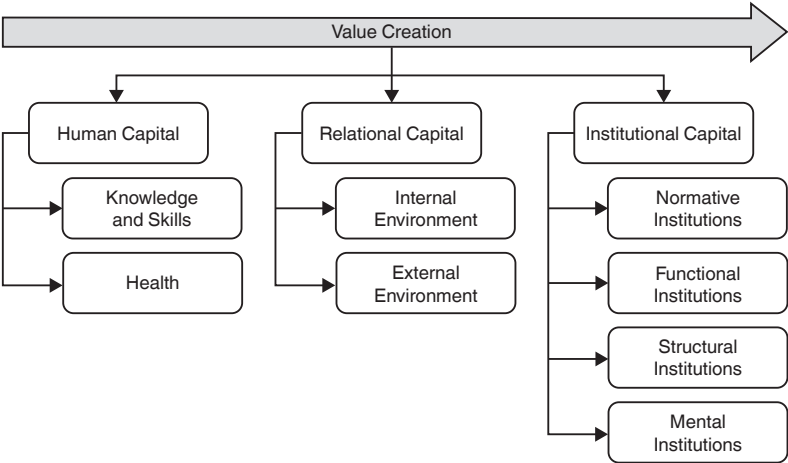 Value Creation
Human Capital
Relational Capital
Institutional Capital
Knowledge
and Skills
Health
Internal
Environment
External
Environment
Normative
Institutions
Functional
Institutions
Structural
Institutions
Mental
Institutions